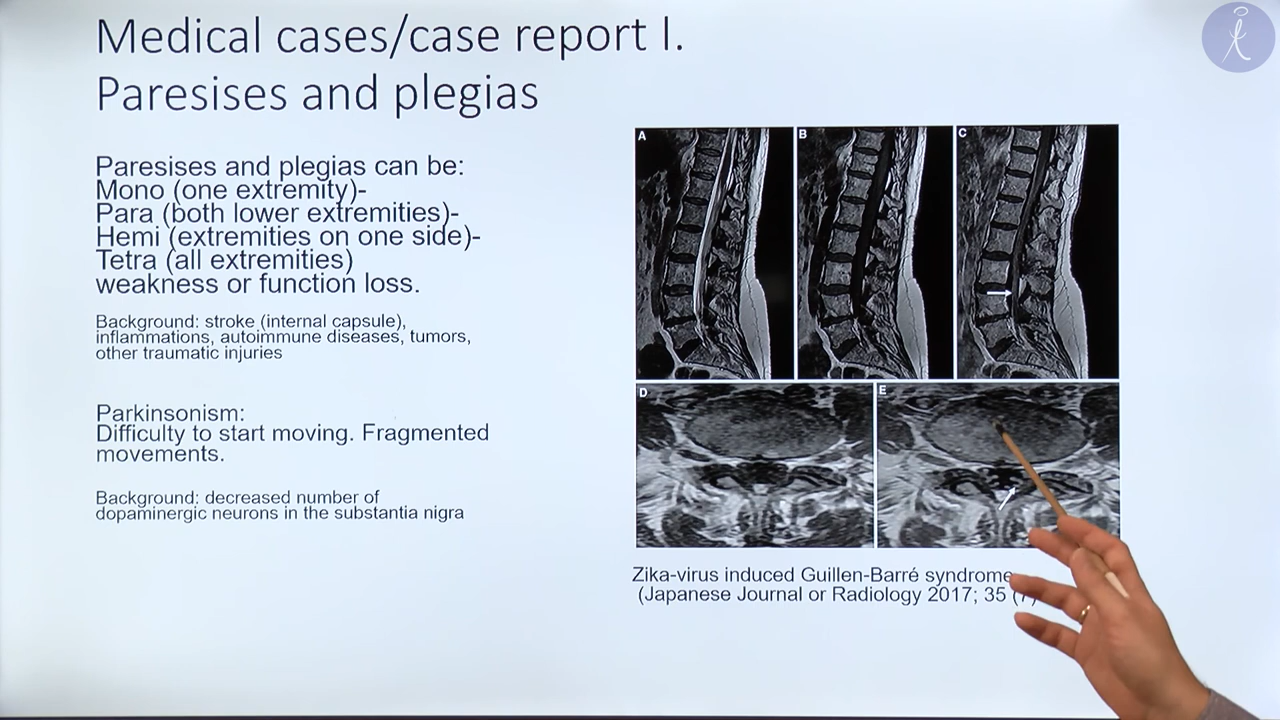 Medical cases/case report I.
Paresises and plegias
Paresises and plegias can be:
Mono (one extremity)-
Para (both lower extremities)-
Hemi (extremities on one side)-
Tetra (all extremities)
weakness or function loss.
Background: stroke (internal capsule),
inflammations, autoimmune diseases, tumors,
other traumatic injuries
Parkinsonism:
Difficulty to start moving. Fragmented
movements.
Background: decreased number of
dopaminergic neurons in the substantia nigra
A
B
C
D
E
Zika-virus induced Guillen-Barré syndrome
(Japanese Journal or Radiology 2017; 35 (7)